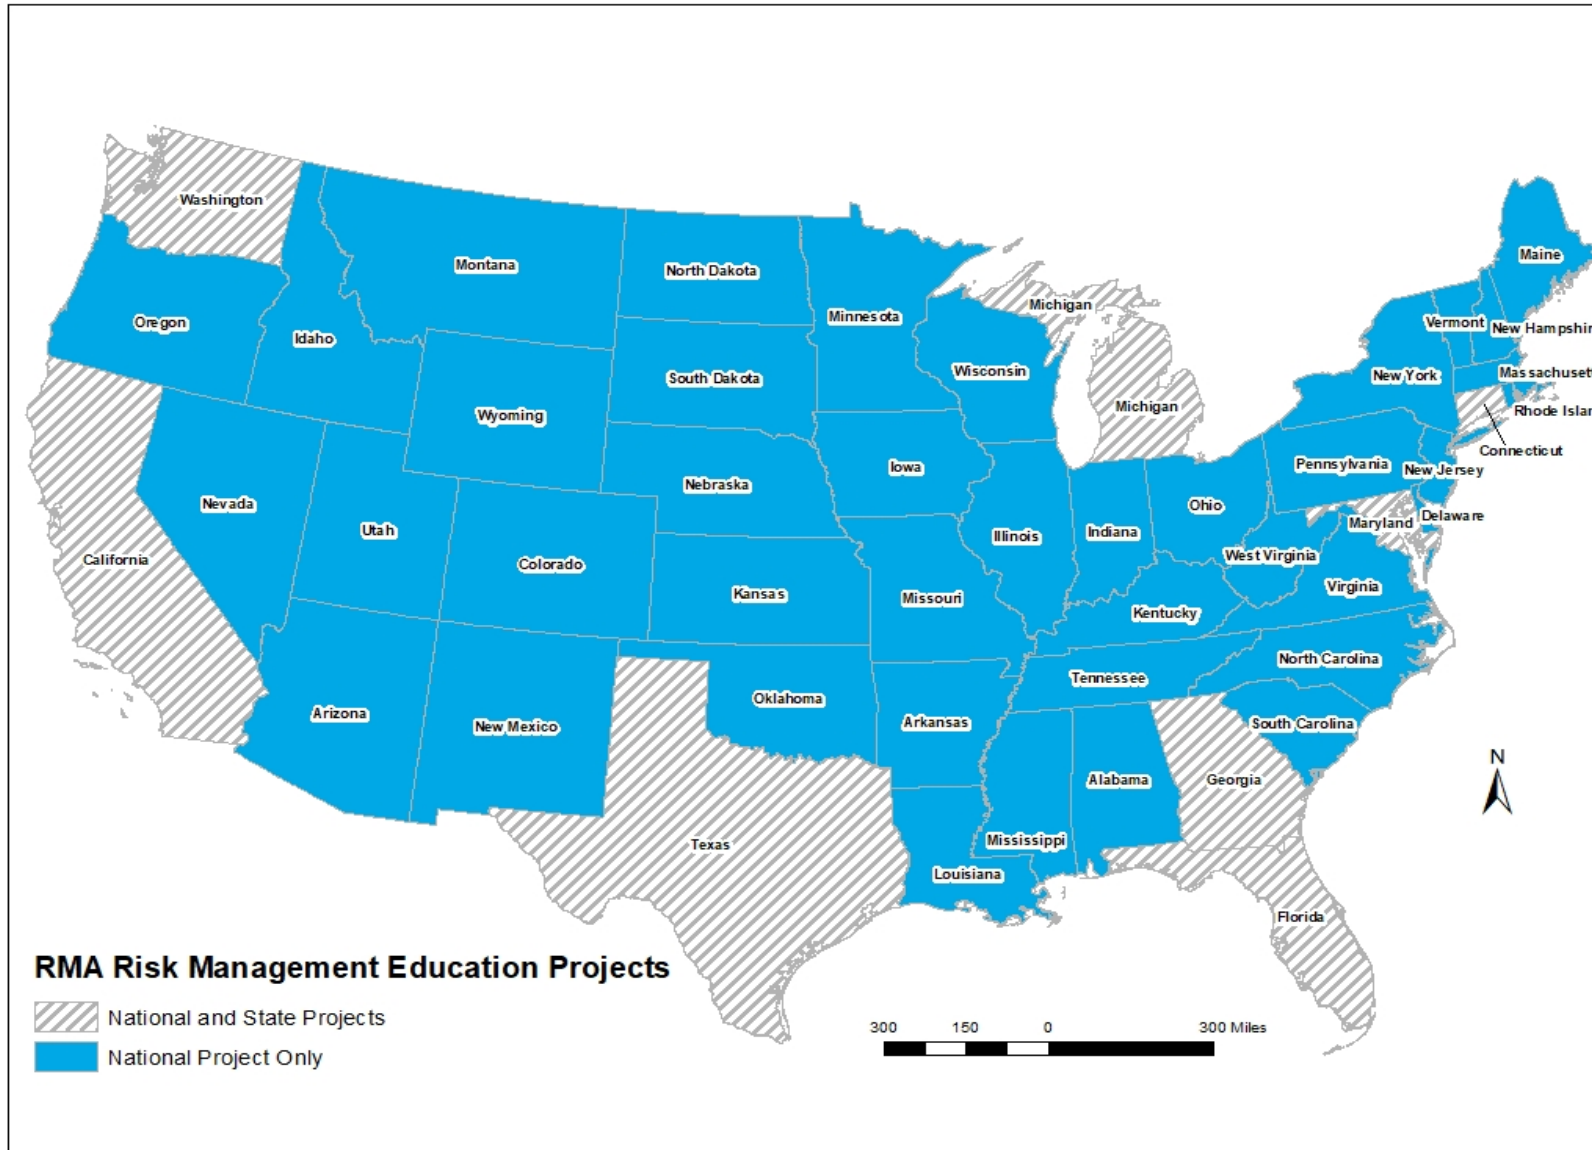 Washington
Montana
North Dakota
Minnesota
Michigan
Maine
Oregon
Idaho
Vermont
New Hampshir
Wisconsin
South Dakota
Wyoming
New York
Massachusett
Michigan
Rhode Islan
Connecticut
Iowa
Pennsylvania
New Jersey
Nebraska
Nevada
Ohio
Delaware
Maryland
Utah
Indiana
Illinois
West Virginia
California
Colorado
Virginia
Kansas
Missouri
Kentucky
North Carolina
Tennessee
Oklahoma
Arizona
New Mexico
Arkansas
South Carolina
N
Alabama
Georgia
Texas
Mississippi
Louisiana
Florida
RMA Risk Management Education Projects
National and State Projects
National Project Only
300 150 0 300 Miles